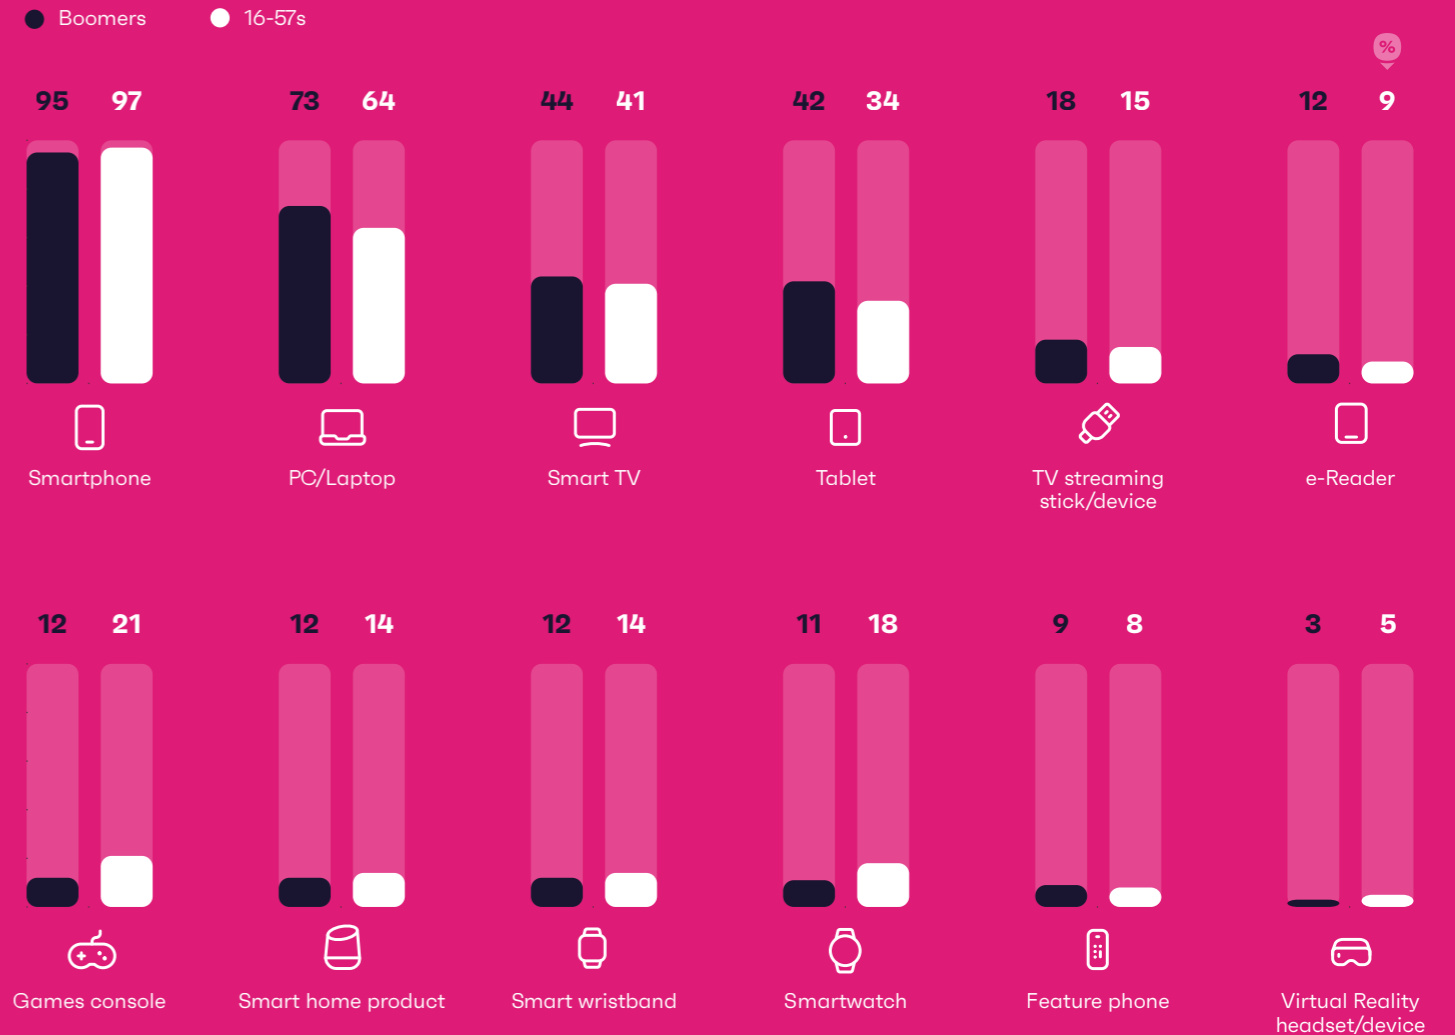 Boomers 16-57s
%
95 97 73 64 44 41 42 34 18 15 12 9
Smartphone PC/Laptop Smart TV Tablet TV streaming e-Reader
stick/device
12 21 12 14 12 14 11 18 9 8 3 5
Games console Smart home product Smart wristband Smartwatch Feature phone Virtual Reality
headset/device